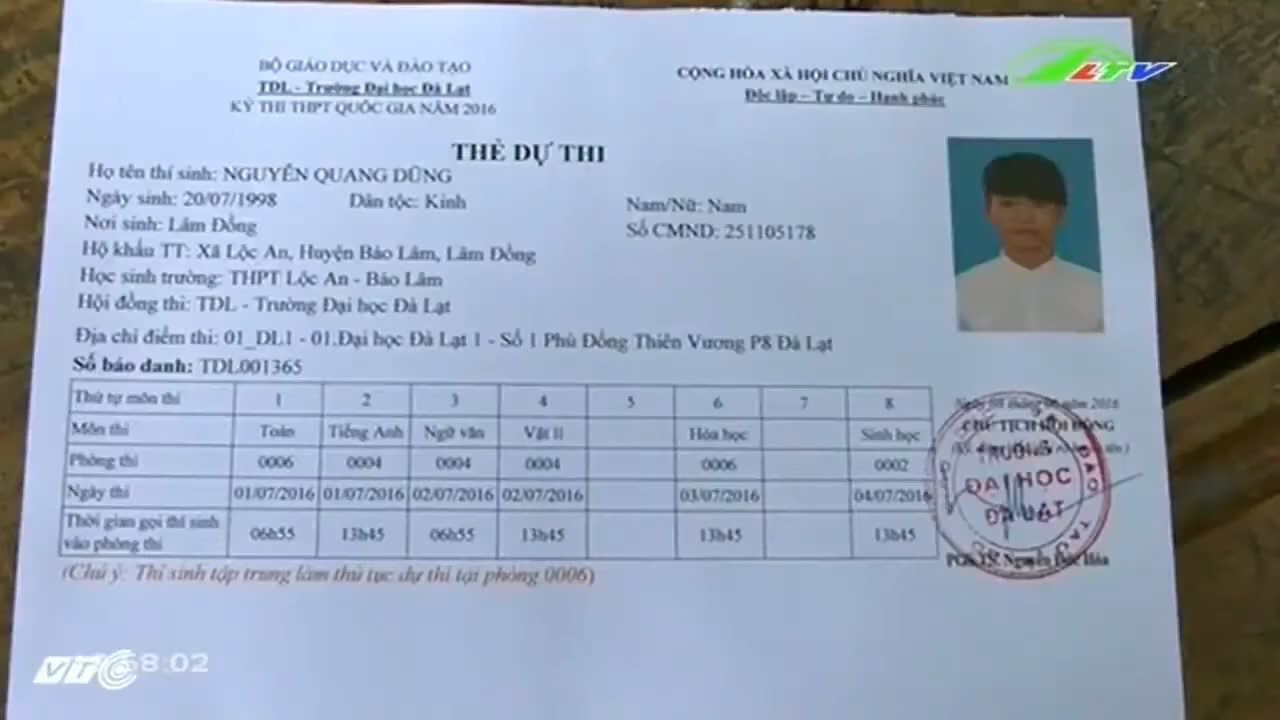 BỘ GIÁO DỤC VÀ ĐÀO TẠO
TDL - Trường Đại học Đà Lạt
KỲ THI THPT QUỐC GIA NĂM 2016
CỘNG HÒA XÃ HỘI CHỦ NGHĨA VIỆT NAM
Độc lập - Tự do - Hạnh phúc
LTV
THẺ DỰ THI
Họ tên thí sinh: NGUYỄN QUANG DŨNG
Ngày sinh: 20/07/1998 Dân tộc: Kinh Nam/Nữ: Nam
Nơi sinh: Lâm Đồng Số CMND: 251105178
Hộ khẩu TT: Xã Lộc An, Huyện Bảo Lâm, Lâm Đồng
Học sinh trường: THPT Lộc An - Bảo Lâm
Hội đồng thi: TDL - Trường Đại học Đà Lạt
Địa chỉ điểm thi: 01_DL1 - 01.Đại học Đà Lạt 1 - Số 1 Phù Đổng Thiên Vương P8 Đà Lạt
Số báo danh: TDL001365
Thứ tự môn thi 1 2 3 4 5 6 7 8
Môn thi Toán Tiếng Anh Ngữ văn Vật lí Hóa học Sinh học
Phòng thi 0006 0004 0004 0004 0006 0002
Ngày thi 01/07/2016 01/07/2016 02/07/2016 02/07/2016 03/07/2016 04/07/2016
Thời gian gọi thí sinh vào phòng thi 06h55 13h45 06h55 13h45 13h45 13h45
(Chú ý: Thí sinh tập trung làm thủ tục dự thi tại phòng 0006)
năm 2016
CHỦ TỊCH HỘI ĐỒNG
TRƯỜNG
ĐẠI HỌC
ĐÀ LẠT
ĐÀO TẠO
PGS.TS. Nguyễn Đức Hòa
VTC
58:02